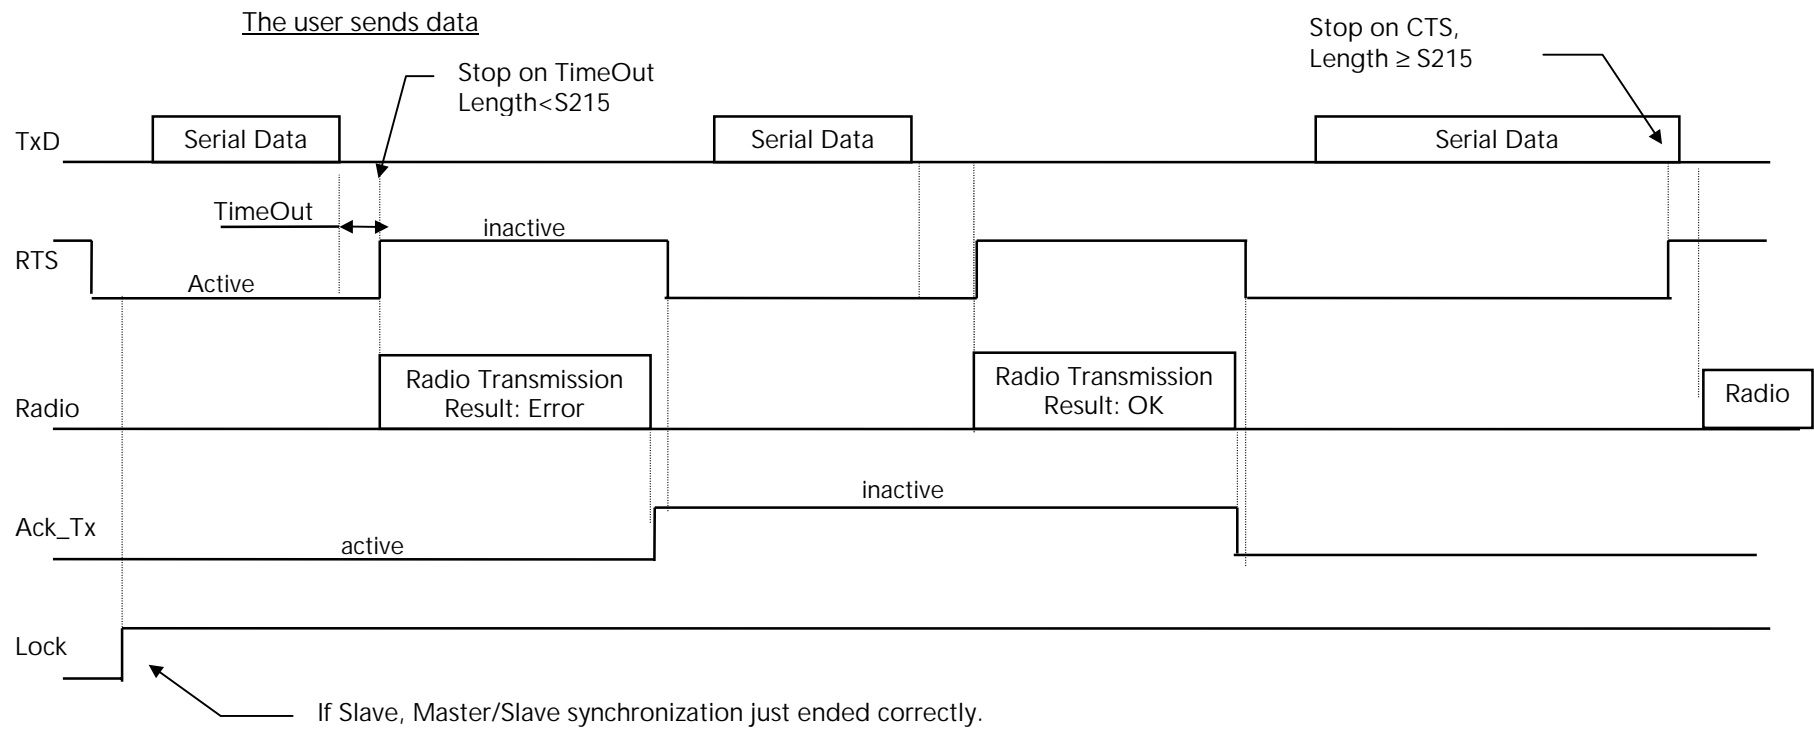 The user sends data
Stop on CTS,
Length ≥ S215
Stop on TimeOut
Length<S215
TxD
Serial Data
Serial Data
Serial Data
TimeOut
inactive
RTS
Active
Radio Transmission
Result: Error
Radio Transmission
Result: OK
Radio
Radio
inactive
Ack_Tx
active
Lock
If Slave, Master/Slave synchronization just ended correctly.